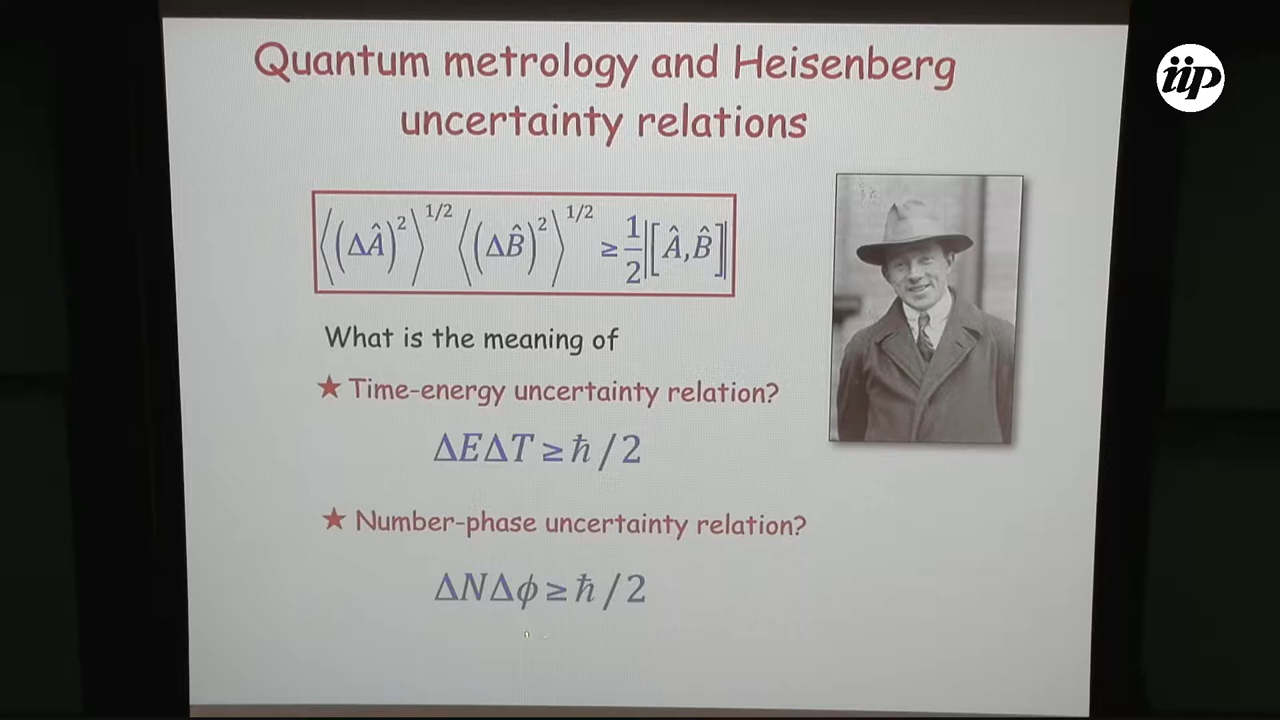 iip
Quantum metrology and Heisenberg
uncertainty relations
⟨(ΔÂ)²⟩^{1/2} ⟨(ΔB̂)²⟩^{1/2} ≥ 1/2 |[Â,B̂]|
What is the meaning of
★ Time-energy uncertainty relation?
ΔEΔT ≥ ℏ / 2
★ Number-phase uncertainty relation?
ΔNΔϕ ≥ ℏ / 2